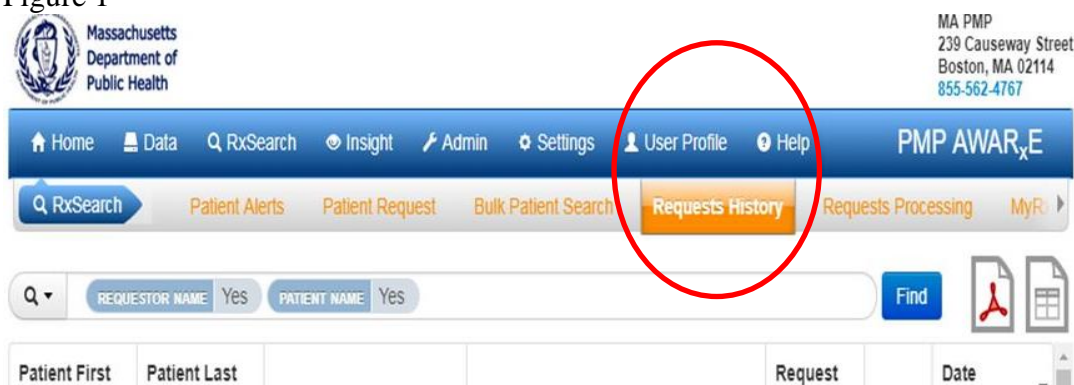 Figure 1
Massachusetts
Department of
Public Health
MA PMP
239 Causeway Street
Boston, MA 02114
855-562-4767
Home Data RxSearch Insight Admin Settings User Profile Help PMP AWARxE
RxSearch Patient Alerts Patient Request Bulk Patient Search Requests History Requests Processing MyR
REQUESTOR NAME Yes PATIENT NAME Yes Find
Patient First Patient Last Request Date